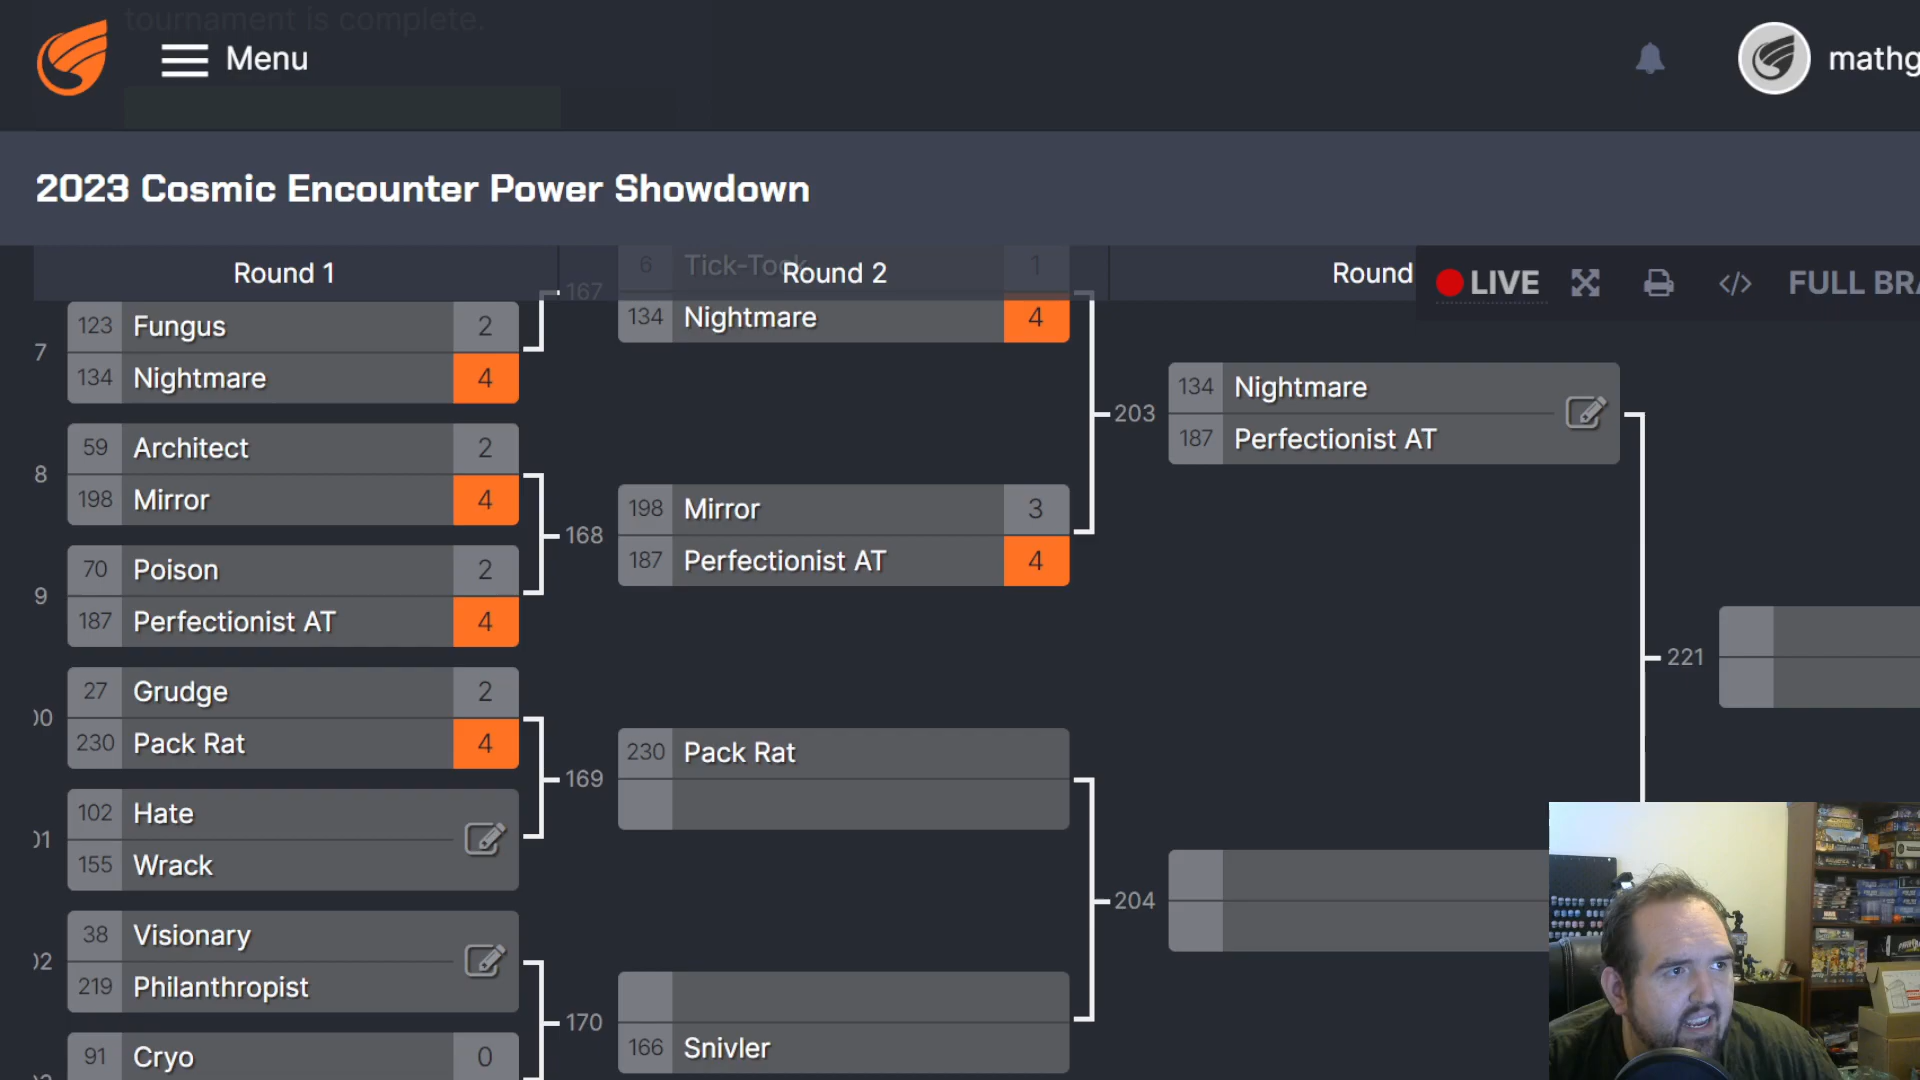 tournament is complete.
Menu
mathg
2023 Cosmic Encounter Power Showdown
Round 1
Round 2
Round
LIVE
</>
FULL BRA
7
123 Fungus 2
134 Nightmare 4
8
59 Architect 2
198 Mirror 4
9
70 Poison 2
187 Perfectionist AT 4
00
27 Grudge 2
230 Pack Rat 4
01
102 Hate
155 Wrack
02
38 Visionary
219 Philanthropist
91 Cryo 0
167
6 Tick-Tock 1
134 Nightmare 4
168
198 Mirror 3
187 Perfectionist AT 4
169
230 Pack Rat
170
166 Snivler
203
134 Nightmare
187 Perfectionist AT
204
221